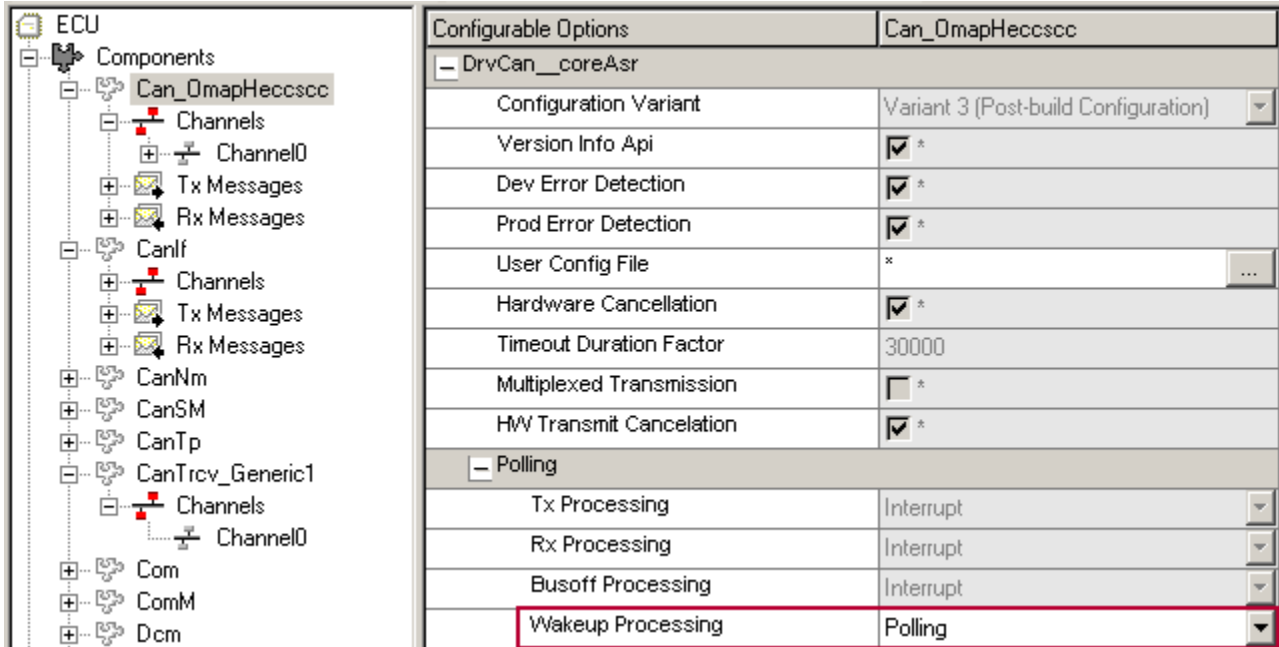 ECU
Components
Can_OmapHeccscc
Channels
Channel0
Tx Messages
Rx Messages
CanIf
Channels
Tx Messages
Rx Messages
CanNm
CanSM
CanTp
CanTrcv_Generic1
Channels
Channel0
Com
ComM
Dcm
Configurable Options Can_OmapHeccscc
DrvCan__coreAsr
Configuration Variant Variant 3 (Post-build Configuration)
Version Info Api *
Dev Error Detection *
Prod Error Detection *
User Config File * ...
Hardware Cancellation *
Timeout Duration Factor 30000
Multiplexed Transmission *
HW Transmit Cancelation *
Polling
Tx Processing Interrupt
Rx Processing Interrupt
Busoff Processing Interrupt
Wakeup Processing Polling